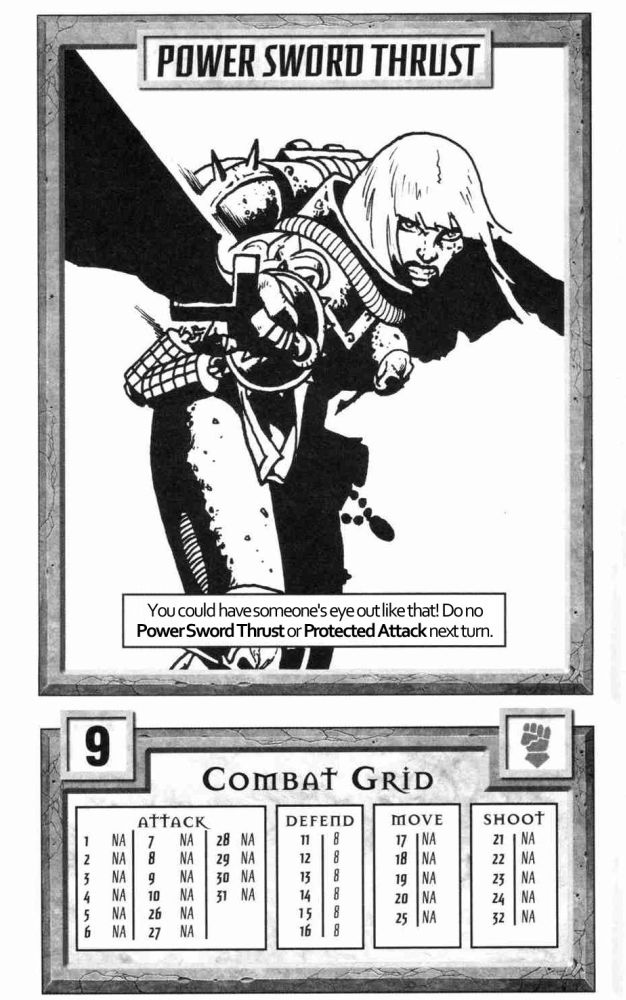 POWER SWORD THRUST
You could have someone's eye out like that! Do no
Power Sword Thrust or Protected Attack next turn.
9
COMBAT GRID
ATTACK
1 NA 7 NA 28 NA
2 NA 8 NA 29 NA
3 NA 9 NA 30 NA
4 NA 10 NA 31 NA
5 NA 26 NA
6 NA 27 NA
DEFEND
11 8
12 8
13 8
14 8
15 8
16 8
MOVE
17 NA
18 NA
19 NA
20 NA
25 NA
SHOOT
21 NA
22 NA
23 NA
24 NA
32 NA